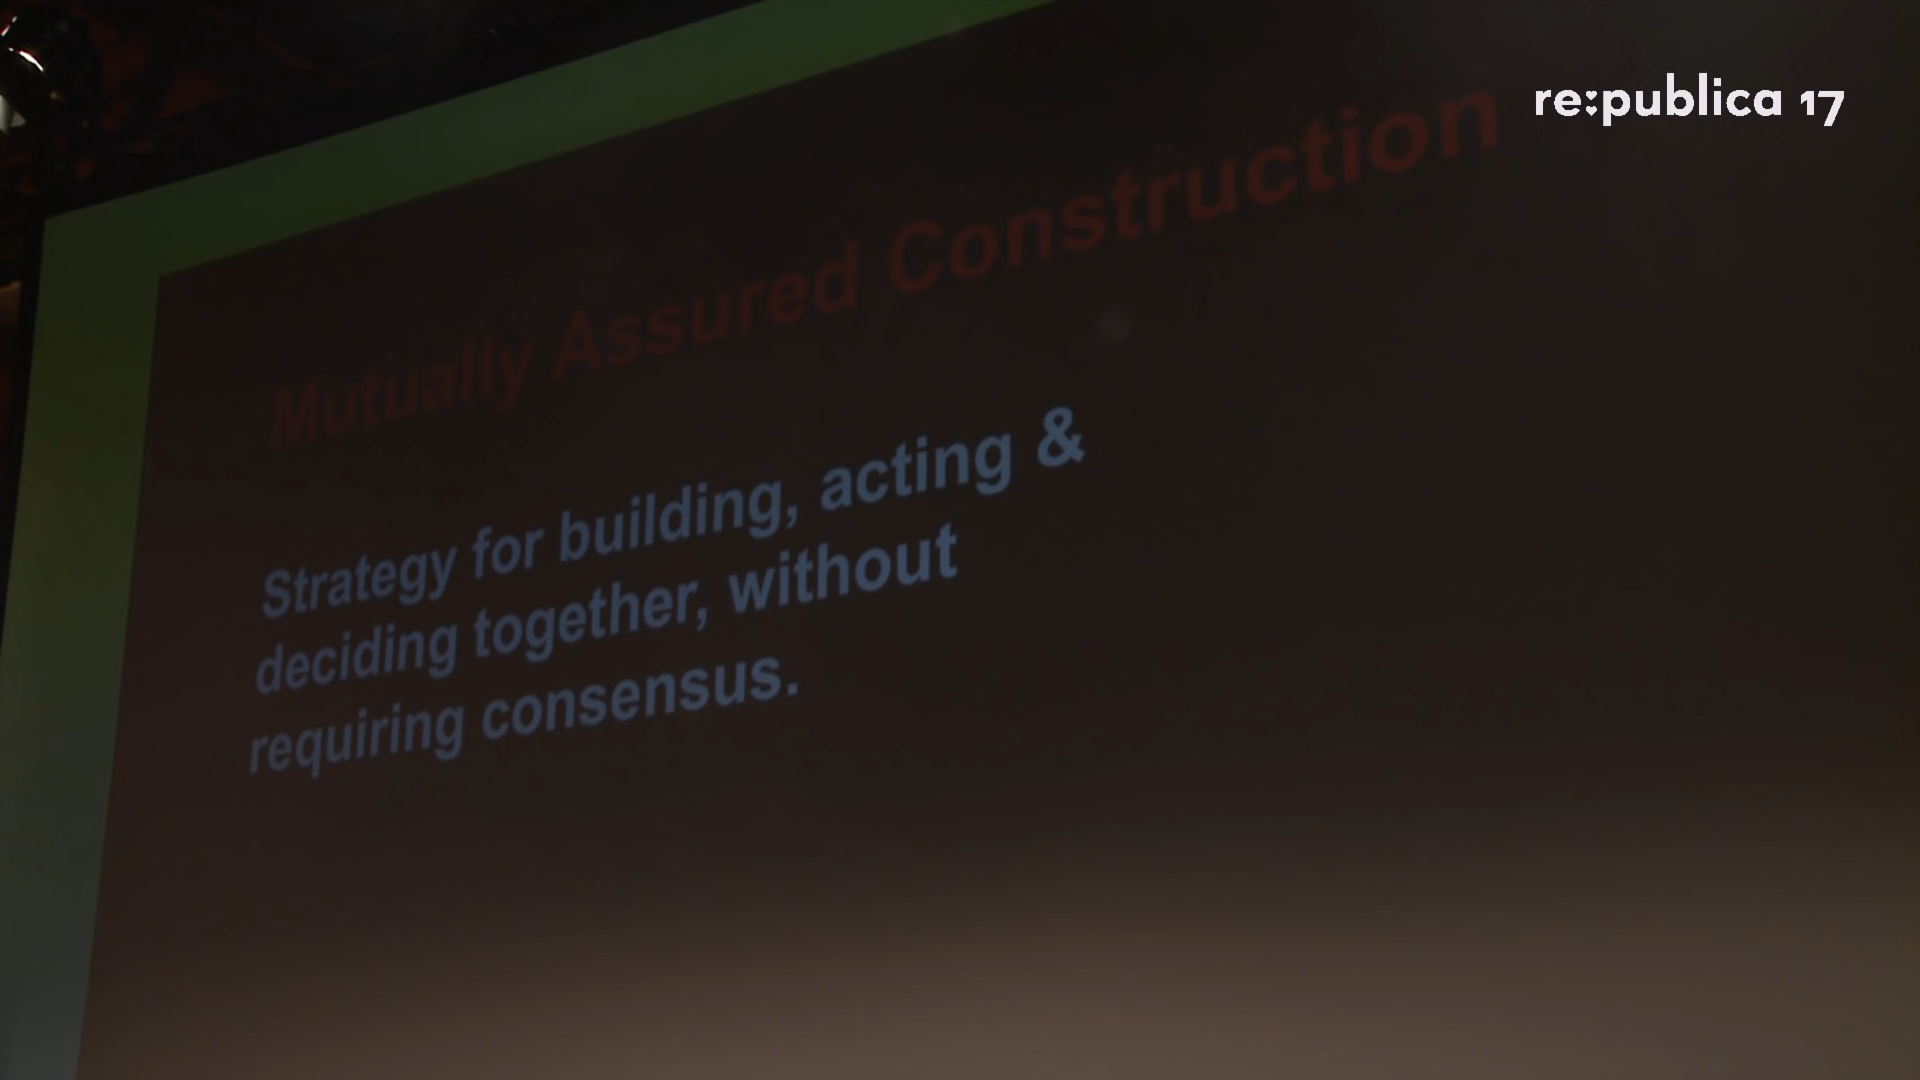 re:publica 17
Mutually Assured Construction
Strategy for building, acting &
deciding together, without
requiring consensus.